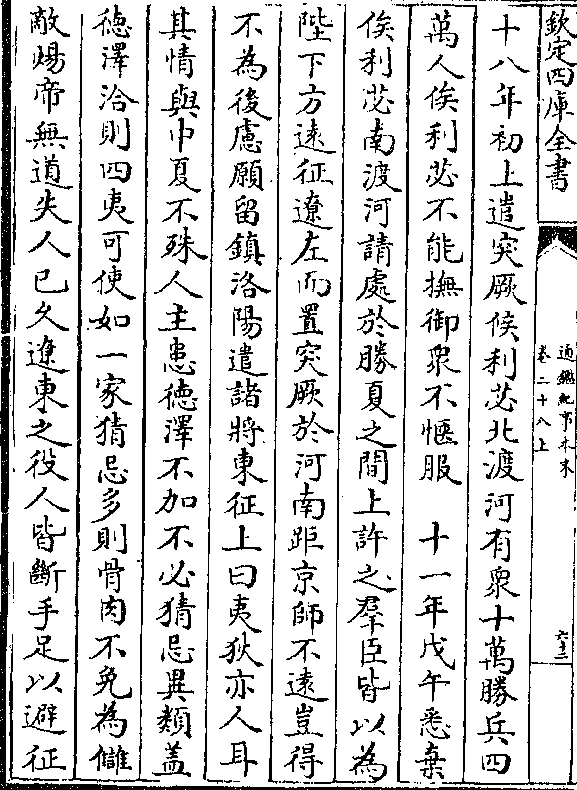 欽定四庫全書
通鑑紀事本末
卷二十八上
六十三
十八年初上遣突厥俟利苾北渡河有衆十萬勝兵四
萬人俟利苾不能撫御衆不愜服　十一年戊午悉棄
俟利苾南渡河請處於勝夏之間上許之羣臣皆以為
陛下方遠征遼左而置突厥於河南距京師不遠豈得
不為後慮願留鎮洛陽遣諸將東征上曰夷狄亦人耳
其情與中夏不殊人主患徳澤不加不必猜忌異類盖
徳澤洽則四夷可使如一家猜忌多則骨肉不免為讎
敵煬帝無道失人已久遼東之役人皆斷手足以避征